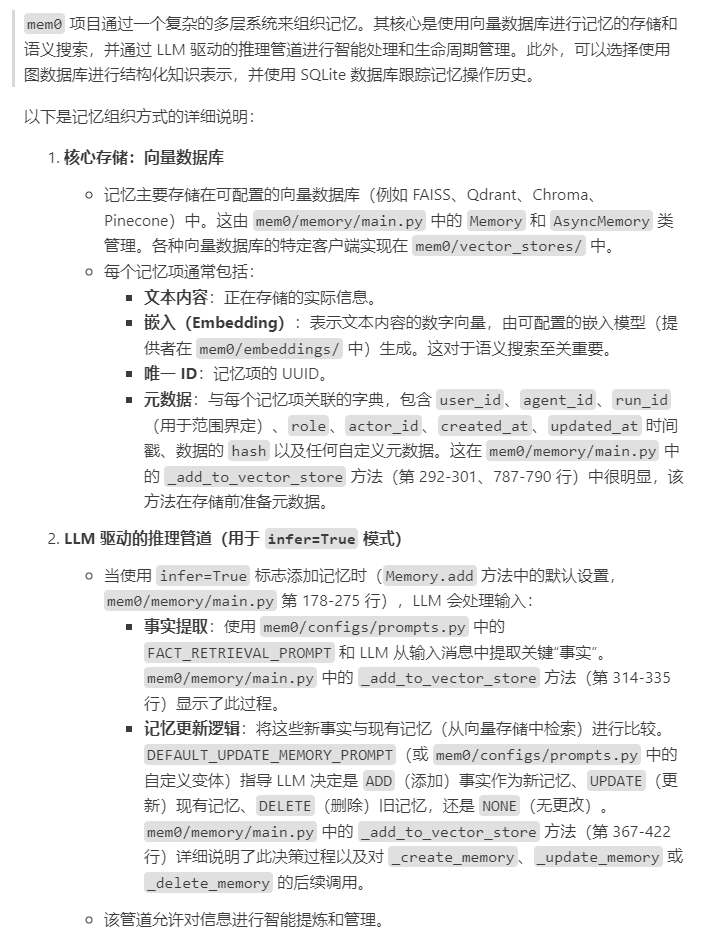 mem0 项目通过一个复杂的多层系统来组织记忆。其核心是使用向量数据库进行记忆的存储和
语义搜索，并通过 LLM 驱动的推理管道进行智能处理和生命周期管理。此外，可以选择使用
图数据库进行结构化知识表示，并使用 SQLite 数据库跟踪记忆操作历史。
以下是记忆组织方式的详细说明：
1. 核心存储：向量数据库
记忆主要存储在可配置的向量数据库（例如 FAISS、Qdrant、Chroma、
Pinecone）中。这由 mem0/memory/main.py 中的 Memory 和 AsyncMemory 类
管理。各种向量数据库的特定客户端实现在 mem0/vector_stores/ 中。
每个记忆项通常包括：
文本内容：正在存储的实际信息。
嵌入（Embedding）：表示文本内容的数字向量，由可配置的嵌入模型（提
供者在 mem0/embeddings/ 中）生成。这对于语义搜索至关重要。
唯一 ID：记忆项的 UUID。
元数据：与每个记忆项关联的字典，包含 user_id、agent_id、run_id
（用于范围界定）、role、actor_id、created_at、updated_at 时间
戳、数据的 hash 以及任何自定义元数据。这在 mem0/memory/main.py 中
的 _add_to_vector_store 方法（第 292-301、787-790 行）中很明显，该
方法在存储前准备元数据。
2. LLM 驱动的推理管道（用于 infer=True 模式）
当使用 infer=True 标志添加记忆时（Memory.add 方法中的默认设置，
mem0/memory/main.py 第 178-275 行），LLM 会处理输入：
事实提取：使用 mem0/configs/prompts.py 中的
FACT_RETRIEVAL_PROMPT 和 LLM 从输入消息中提取关键“事实”。
mem0/memory/main.py 中的 _add_to_vector_store 方法（第 314-335
行）显示了此过程。
记忆更新逻辑：将这些新事实与现有记忆（从向量存储中检索）进行比较。
DEFAULT_UPDATE_MEMORY_PROMPT（或 mem0/configs/prompts.py 中的
自定义变体）指导 LLM 决定是 ADD（添加）事实作为新记忆、UPDATE（更
新）现有记忆、DELETE（删除）旧记忆，还是 NONE（无更改）。
mem0/memory/main.py 中的 _add_to_vector_store 方法（第 367-422
行）详细说明了此决策过程以及对 _create_memory、_update_memory 或
_delete_memory 的后续调用。
该管道允许对信息进行智能提炼和管理。